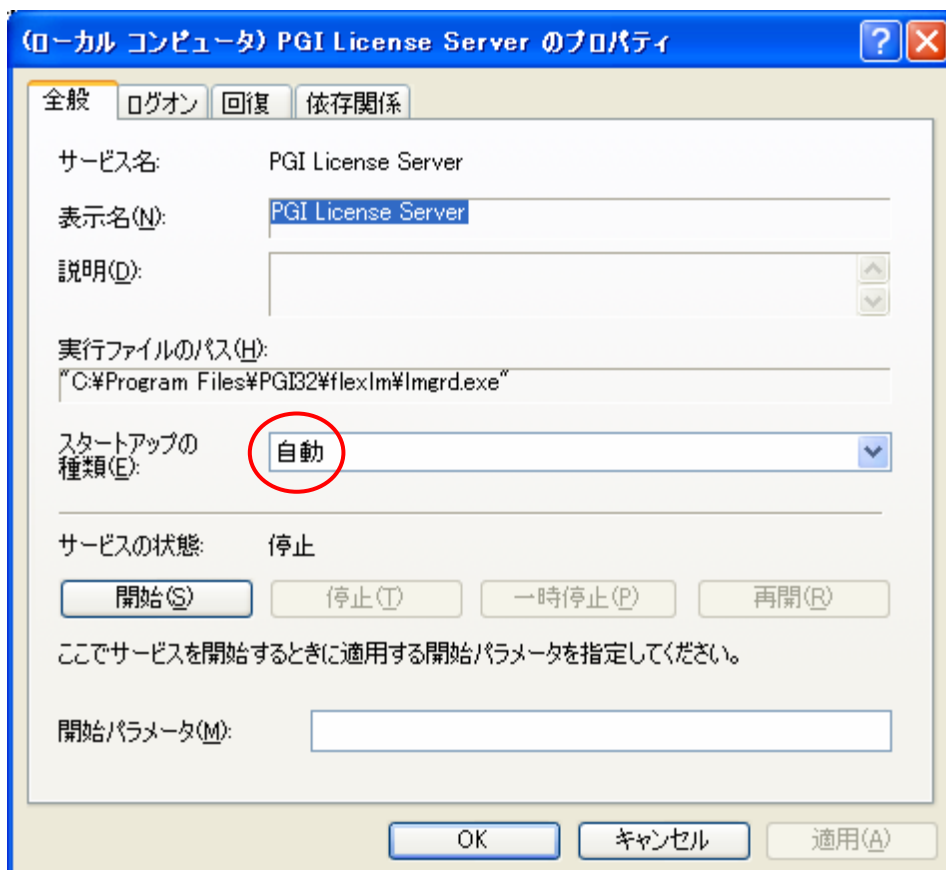 (ローカル コンピュータ) PGI License Server のプロパティ
全般 ログオン 回復 依存関係
サービス名: PGI License Server
表示名(N): PGI License Server
説明(D):
実行ファイルのパス(H):
"C:¥Program Files¥PGI32¥flexlm¥lmgrd.exe"
スタートアップの
種類(E): 自動
サービスの状態: 停止
開始(S) 停止(T) 一時停止(P) 再開(R)
ここでサービスを開始するときに適用する開始パラメータを指定してください。
開始パラメータ(M):
OK キャンセル 適用(A)